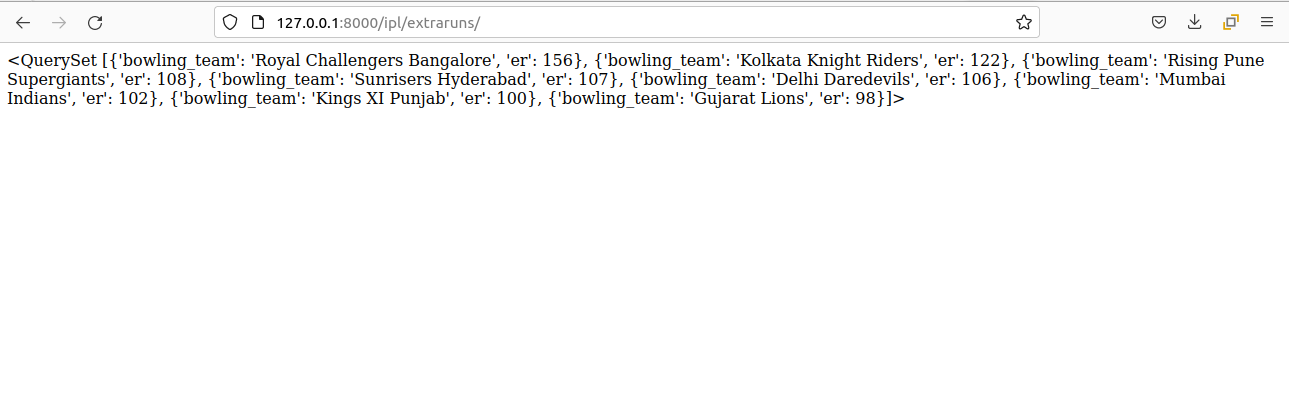 127.0.0.1:8000/ipl/extraruns/
<QuerySet [{'bowling_team': 'Royal Challengers Bangalore', 'er': 156}, {'bowling_team': 'Kolkata Knight Riders', 'er': 122}, {'bowling_team': 'Rising Pune
Supergiants', 'er': 108}, {'bowling_team': 'Sunrisers Hyderabad', 'er': 107}, {'bowling_team': 'Delhi Daredevils', 'er': 106}, {'bowling_team': 'Mumbai
Indians', 'er': 102}, {'bowling_team': 'Kings XI Punjab', 'er': 100}, {'bowling_team': 'Gujarat Lions', 'er': 98}]>